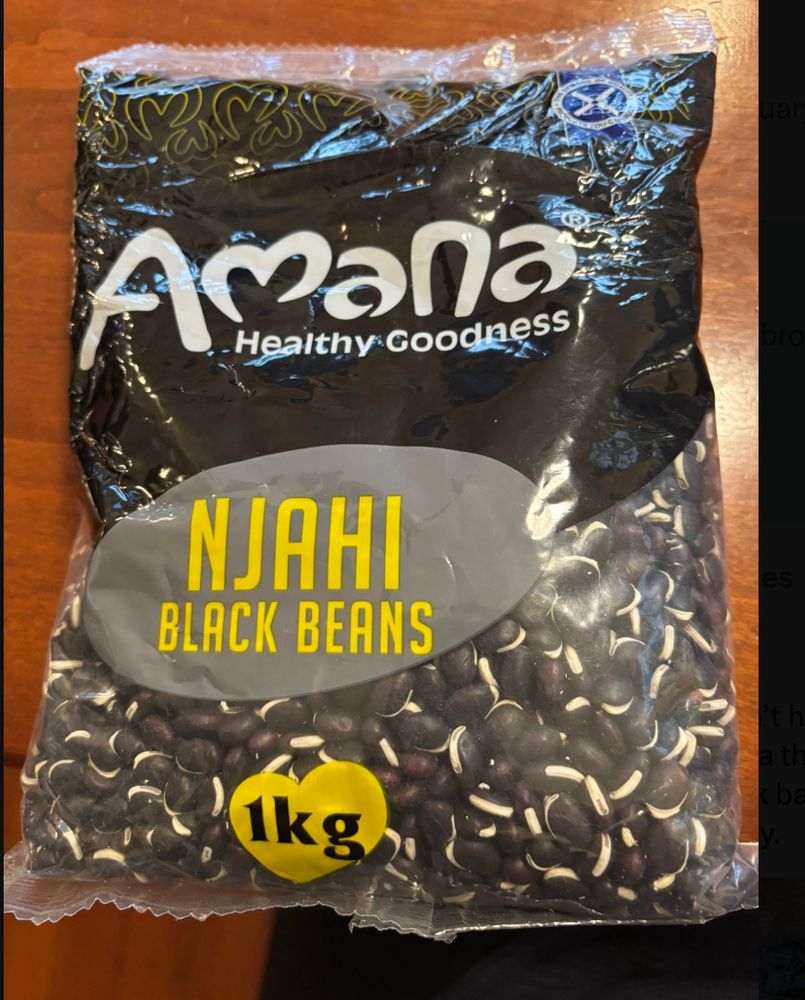 Amana®
Healthy Goodness
NJAHI
BLACK BEANS
1kg